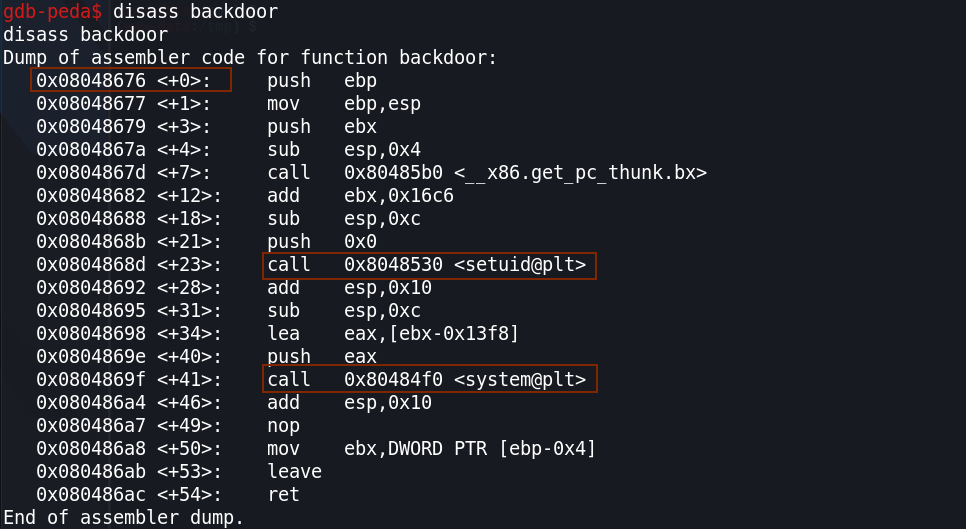 gdb-peda$ disass backdoor
disass backdoor
Dump of assembler code for function backdoor:
0x08048676 <+0>: push ebp
0x08048677 <+1>: mov ebp,esp
0x08048679 <+3>: push ebx
0x0804867a <+4>: sub esp,0x4
0x0804867d <+7>: call 0x80485b0 <__x86.get_pc_thunk.bx>
0x08048682 <+12>: add ebx,0x16c6
0x08048688 <+18>: sub esp,0xc
0x0804868b <+21>: push 0x0
0x0804868d <+23>: call 0x8048530 <setuid@plt>
0x08048692 <+28>: add esp,0x10
0x08048695 <+31>: sub esp,0xc
0x08048698 <+34>: lea eax,[ebx-0x13f8]
0x0804869e <+40>: push eax
0x0804869f <+41>: call 0x80484f0 <system@plt>
0x080486a4 <+46>: add esp,0x10
0x080486a7 <+49>: nop
0x080486a8 <+50>: mov ebx,DWORD PTR [ebp-0x4]
0x080486ab <+53>: leave
0x080486ac <+54>: ret
End of assembler dump.